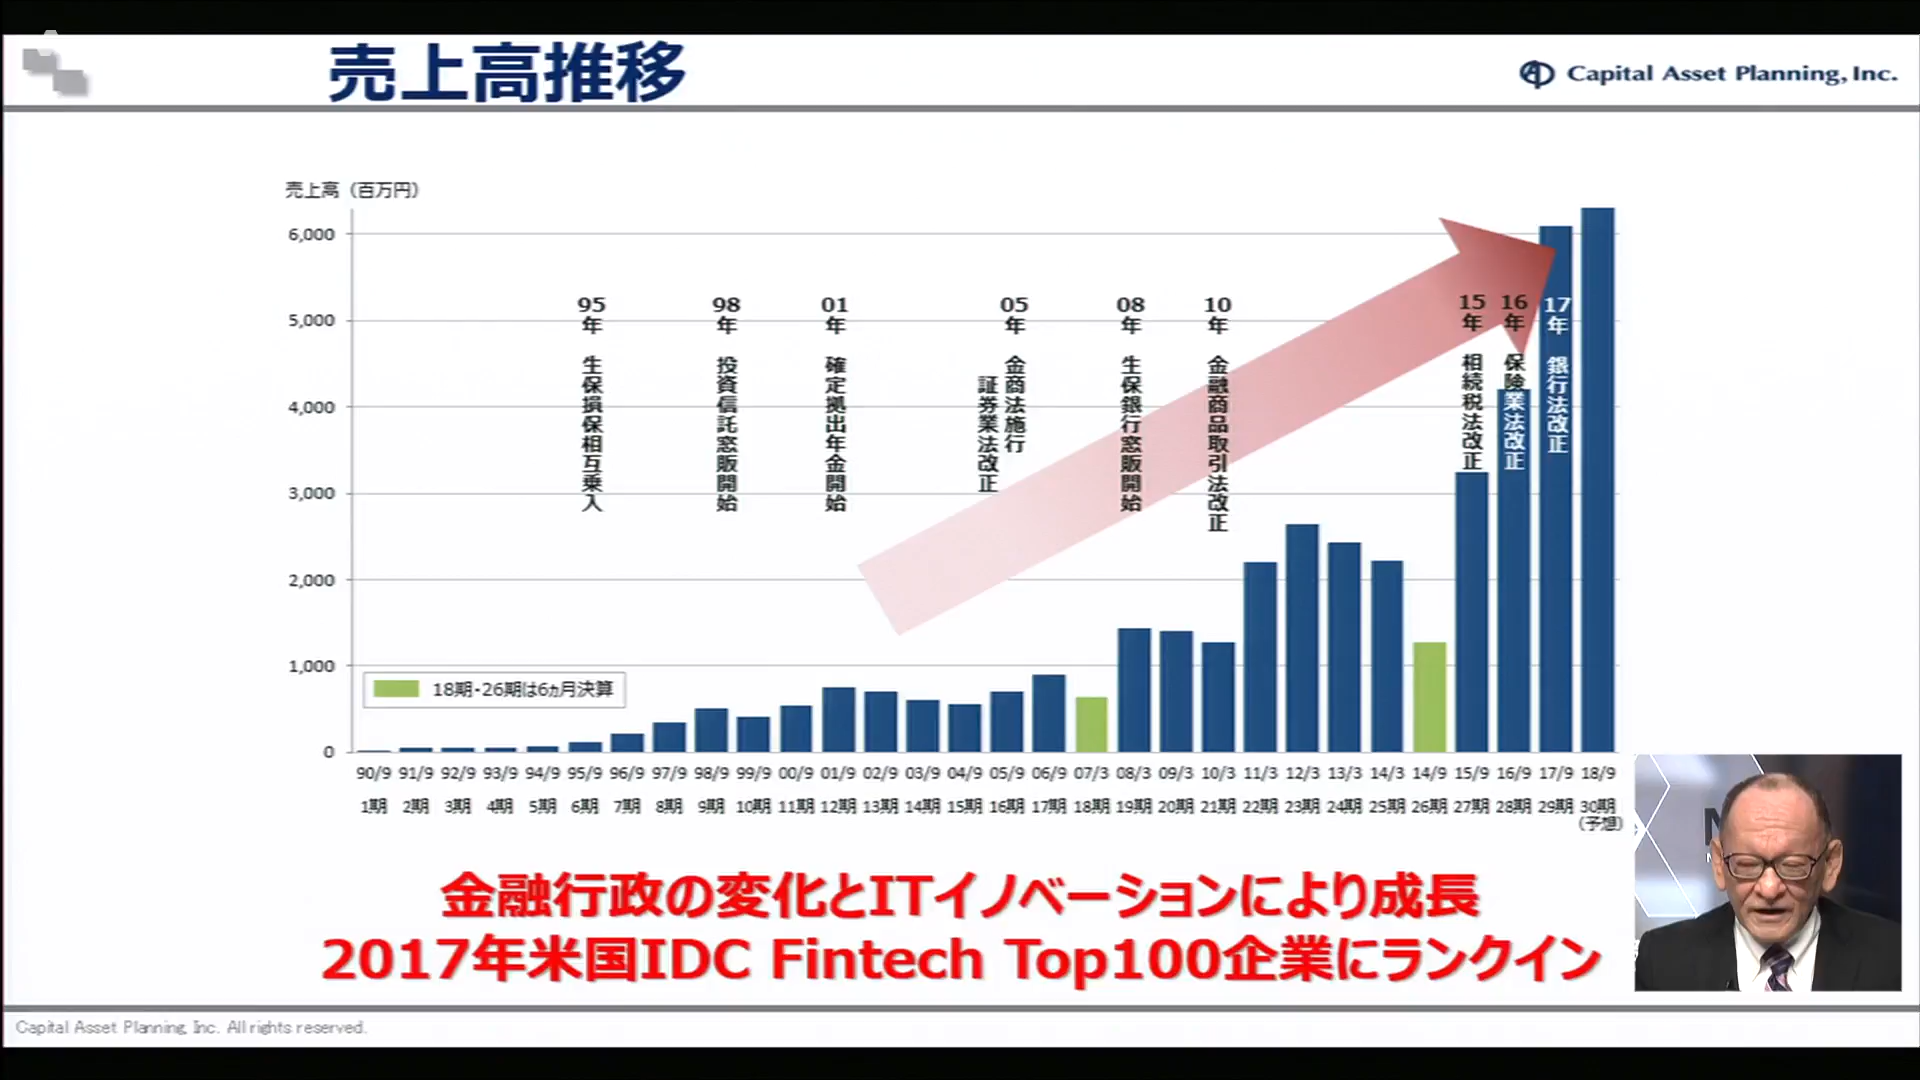 売上高推移
Capital Asset Planning, Inc.
売上高（百万円）
6,000
5,000
4,000
3,000
2,000
1,000
0
95年 生保損保相互乗入
98年 投資信託窓販開始
01年 確定拠出年金開始
05年 金商法施行
証券業法改正
08年 生保銀行窓販開始
10年 金融商品取引法改正
15年 相続税法改正
16年 保険業法改正
17年 銀行法改正
18期・26期は6ヵ月決算
90/9 91/9 92/9 93/9 94/9 95/9 96/9 97/9 98/9 99/9 00/9 01/9 02/9 03/9 04/9 05/9 06/9 07/3 08/3 09/3 10/3 11/3 12/3 13/3 14/3 14/9 15/9 16/9 17/9 18/9
1期 2期 3期 4期 5期 6期 7期 8期 9期 10期 11期 12期 13期 14期 15期 16期 17期 18期 19期 20期 21期 22期 23期 24期 25期 26期 27期 28期 29期 30期
（予想）
金融行政の変化とITイノベーションにより成長
2017年米国IDC Fintech Top100企業にランクイン
Capital Asset Planning, Inc. All rights reserved.